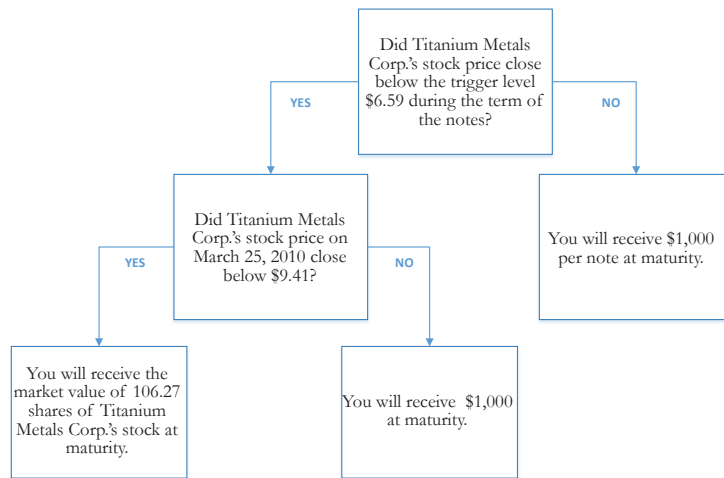 Did Titanium Metals
Corp.'s stock price close
below the trigger level
$6.59 during the term of
the notes?
YES
NO
Did Titanium Metals
Corp.'s stock price on
March 25, 2010 close
below $9.41?
You will receive $1,000
per note at maturity.
YES
NO
You will receive the
market value of 106.27
shares of Titanium
Metals Corp.'s stock at
maturity.
You will receive $1,000
at maturity.